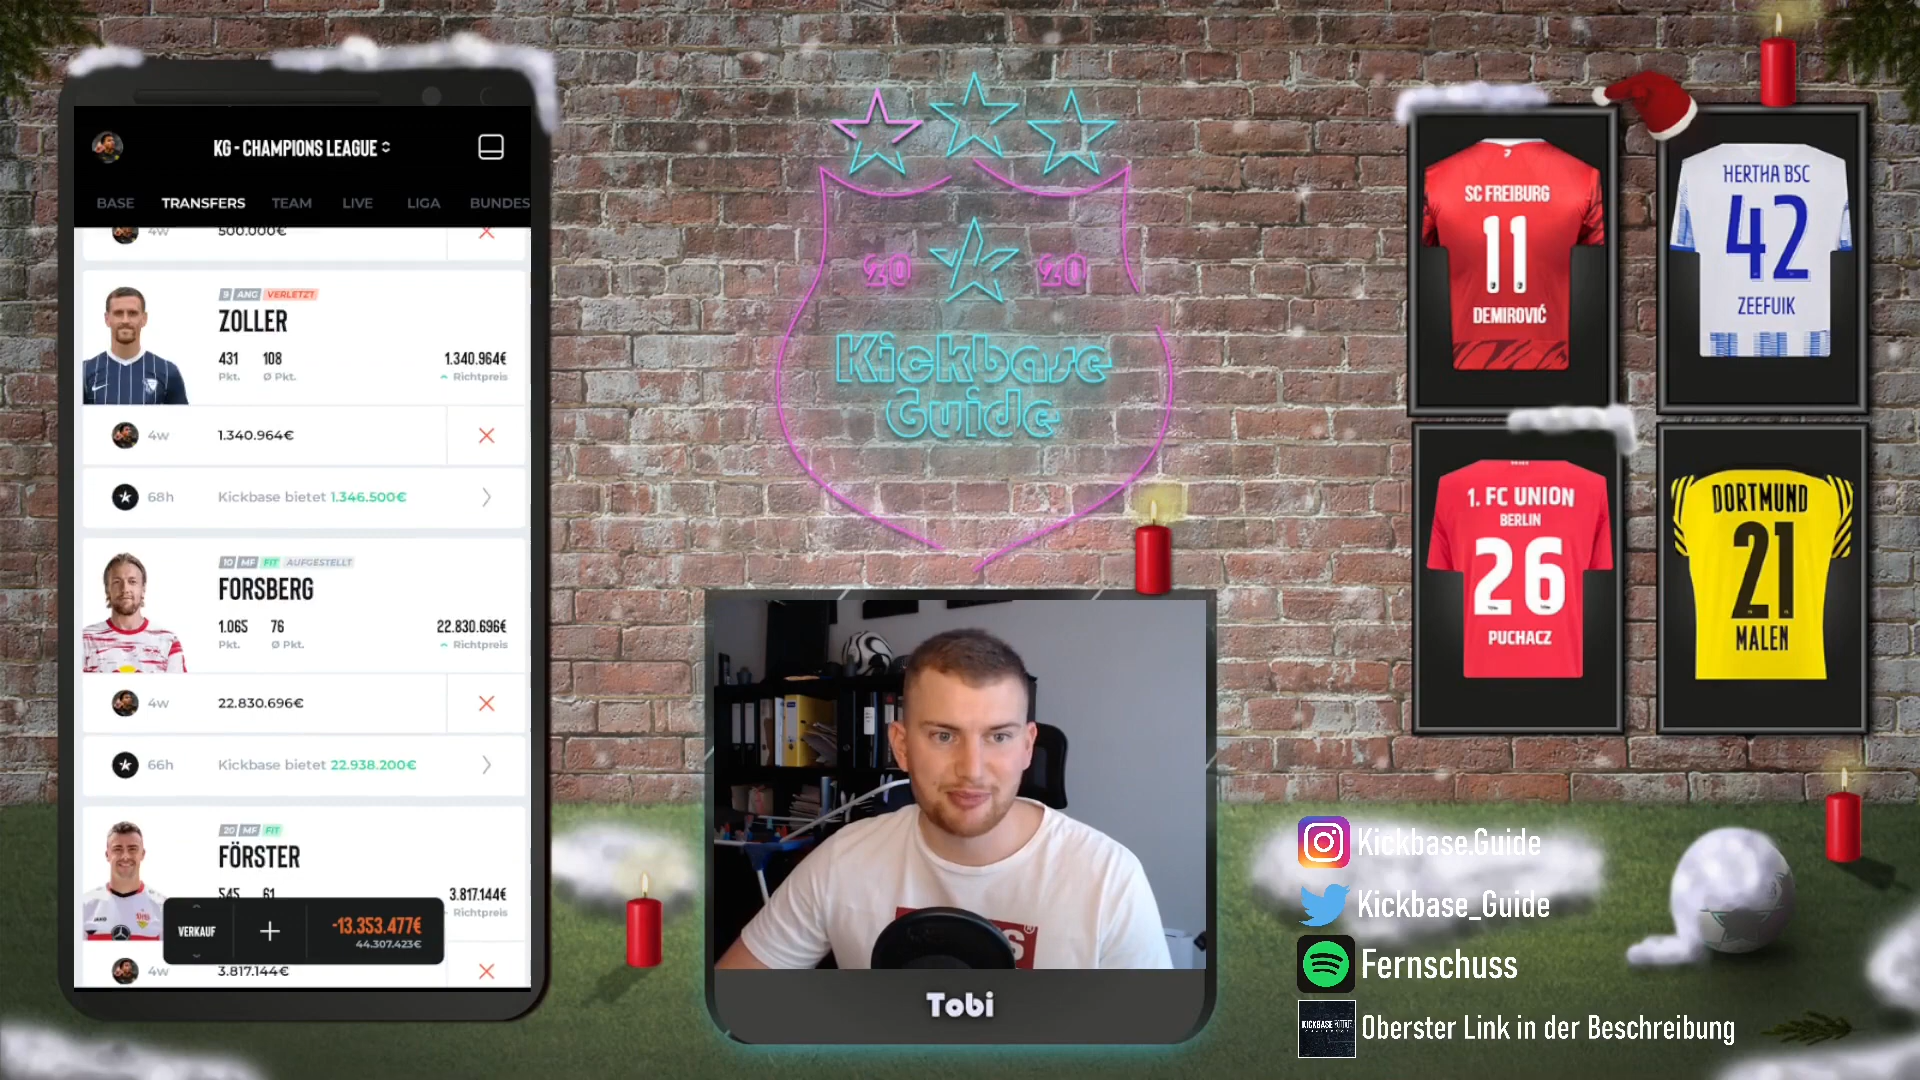 KG - CHAMPIONS LEAGUE
BASE TRANSFERS TEAM LIVE LIGA BUNDES
4w 500.000€
9 ANG VERLETZT
ZOLLER
431 108 1.340.964€
Pkt. Ø Pkt. Richtpreis
4w 1.340.964€
68h Kickbase bietet 1.346.500€
10 MF FIT AUFGESTELLT
FORSBERG
1.065 76 22.830.696€
Pkt. Ø Pkt. Richtpreis
4w 22.830.696€
66h Kickbase bietet 22.938.200€
20 MF FIT
FÖRSTER
545 61 3.817.144€
Richtpreis
VERKAUF + -13.353.477€
44.307.423€
4w 3.817.144€
20 20
Kickbase
Guide
Tobi
SC FREIBURG
11
DEMIROVIĆ
HERTHA BSC
42
ZEEFUIK
1. FC UNION
BERLIN
26
PUCHACZ
DORTMUND
21
MALEN
Kickbase.Guide
Kickbase_Guide
Fernschuss
Oberster Link in der Beschreibung